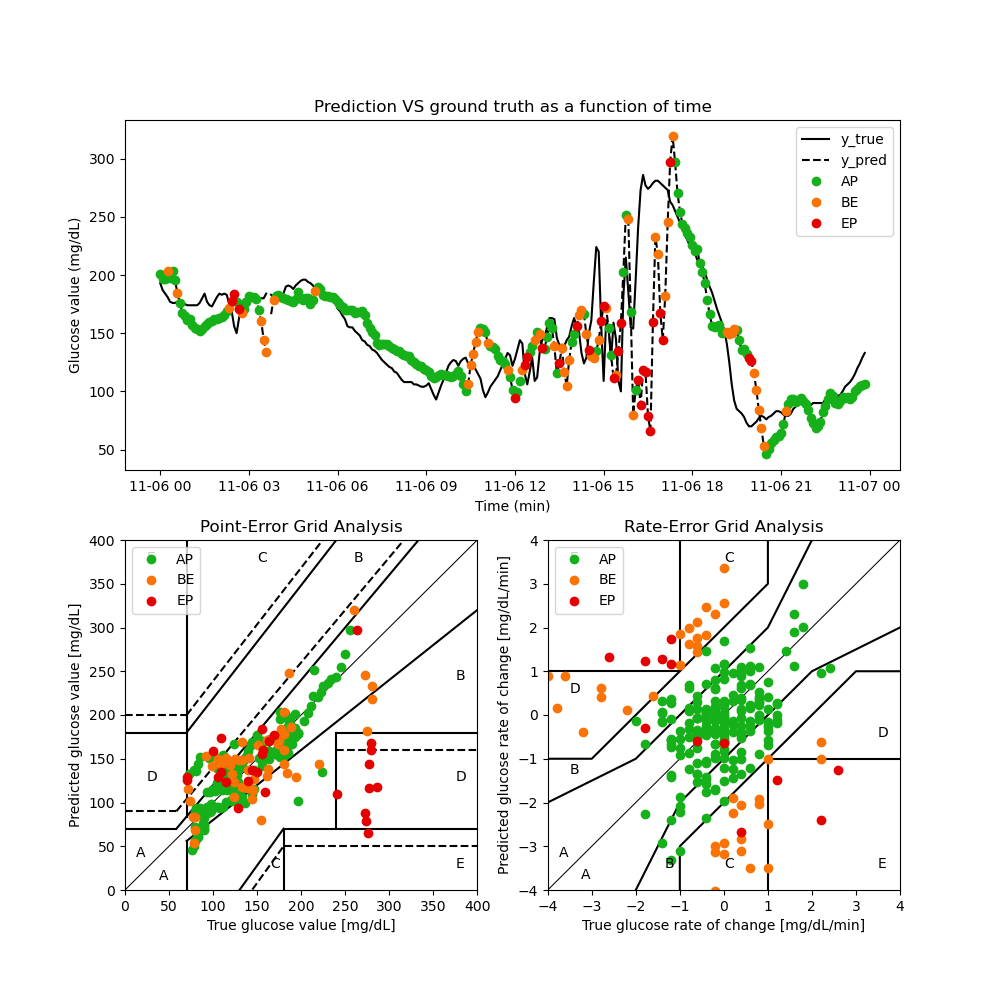 Prediction VS ground truth as a function of time
Glucose value (mg/dL)
300
250
200
150
100
50
y_true
y_pred
AP
BE
EP
11-06 00 11-06 03 11-06 06 11-06 09 11-06 12 11-06 15 11-06 18 11-06 21 11-07 00
Time (min)
Point-Error Grid Analysis
Predicted glucose value [mg/dL]
400
350
300
250
200
150
100
50
0
AP
BE
EP
C
B
B
D
D
A
A
C
E
0 50 100 150 200 250 300 350 400
True glucose value [mg/dL]
Rate-Error Grid Analysis
Predicted glucose rate of change [mg/dL/min]
4
3
2
1
0
−1
−2
−3
−4
AP
BE
EP
C
D
D
B
A
A
B
C
E
−4 −3 −2 −1 0 1 2 3 4
True glucose rate of change [mg/dL/min]